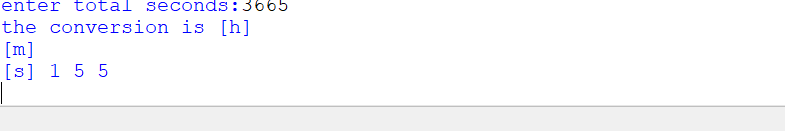 enter total seconds:3665
the conversion is [h]
[m]
[s] 1 5 5